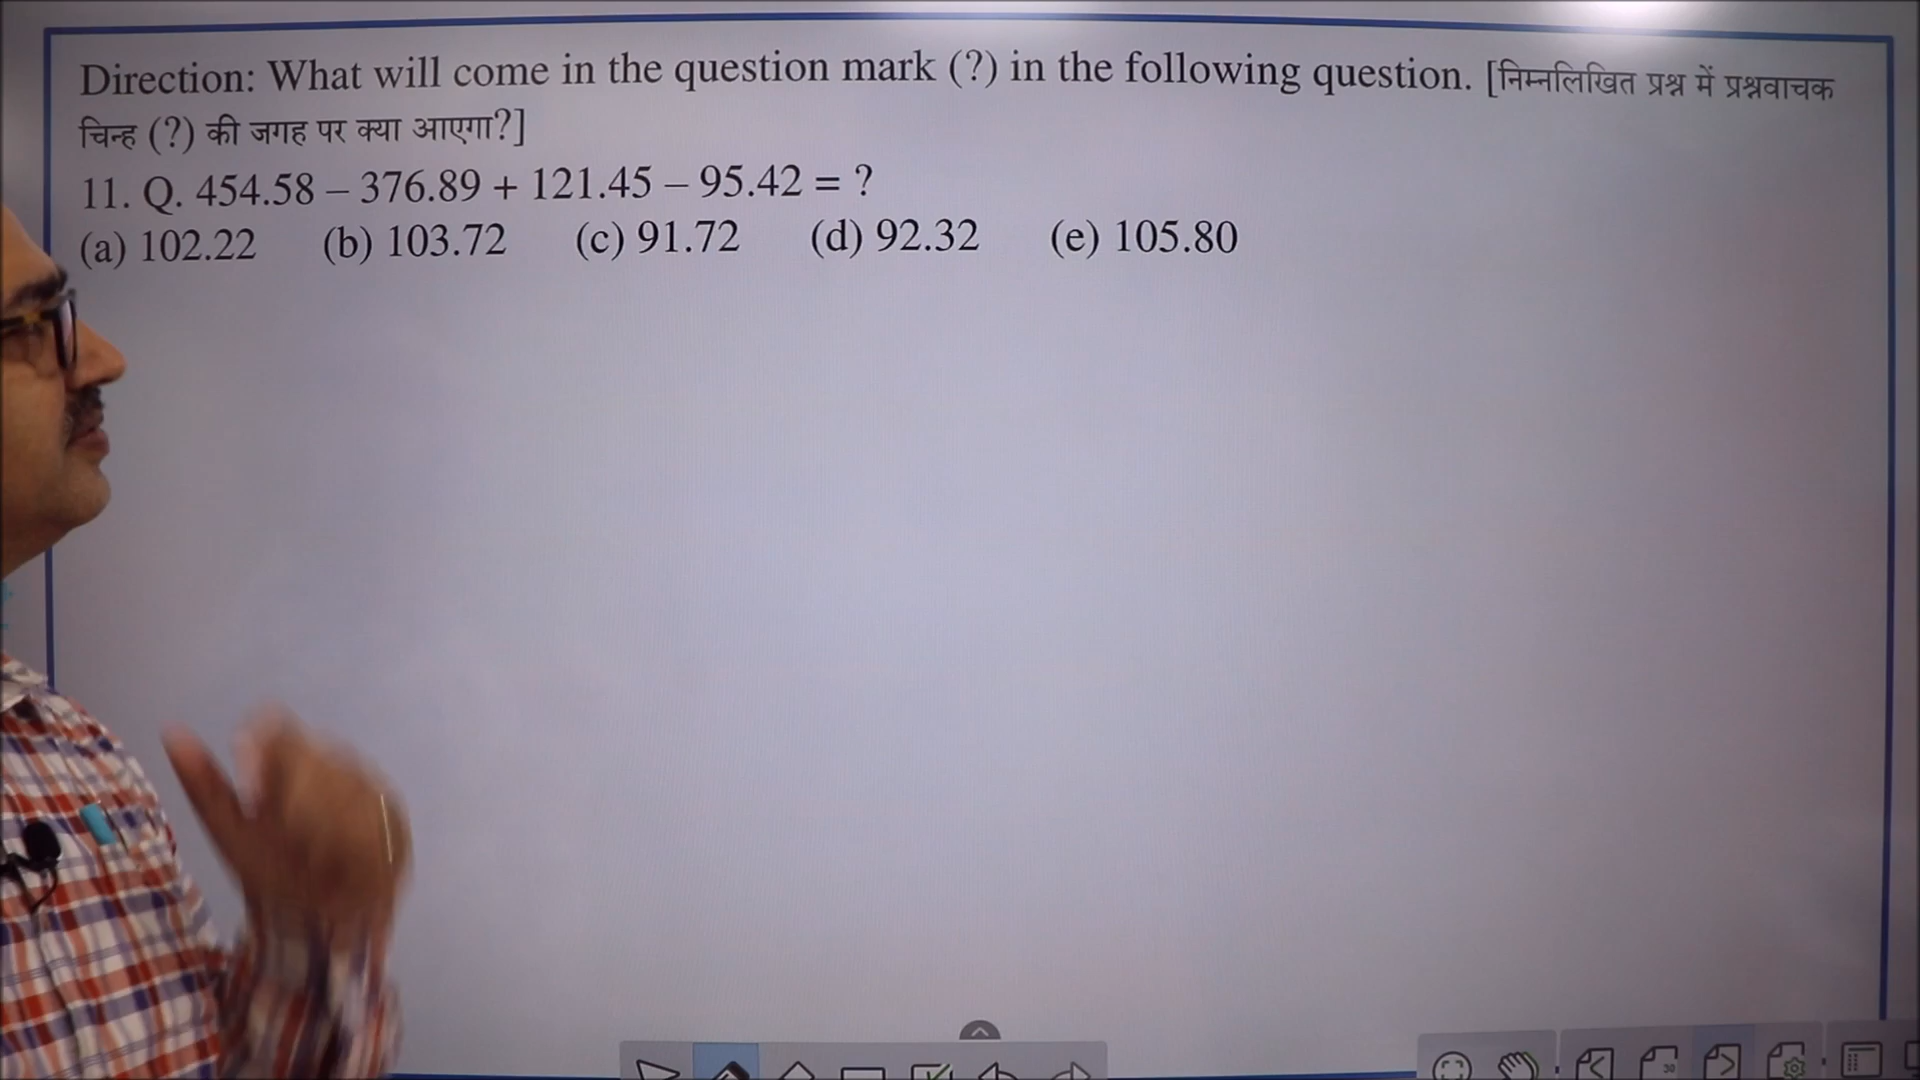 Direction: What will come in the question mark (?) in the following question. [निम्नलिखित प्रश्न में प्रश्नवाचक
चिन्ह (?) की जगह पर क्या आएगा?]
11. Q. 454.58 – 376.89 + 121.45 – 95.42 = ?
(a) 102.22 (b) 103.72 (c) 91.72 (d) 92.32 (e) 105.80
30